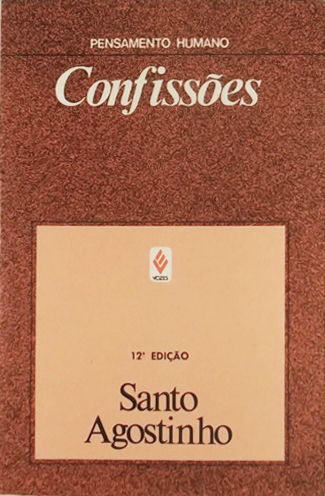 PENSAMENTO HUMANO
Confissões
VOZES
12ª EDIÇÃO
Santo
Agostinho